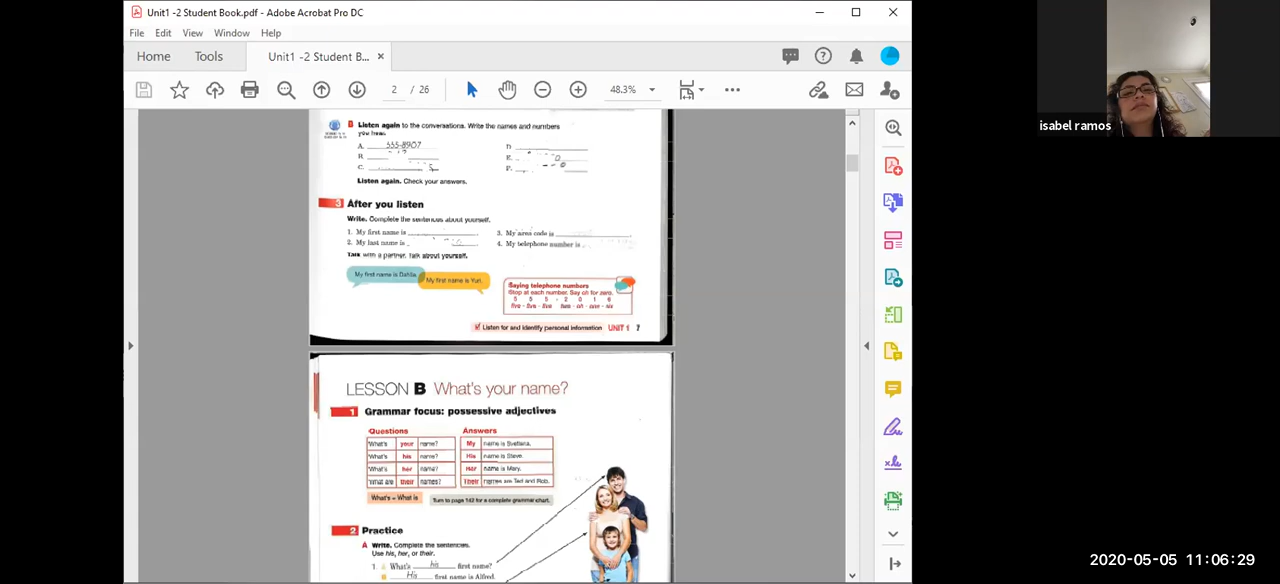 Unit1 -2 Student Book.pdf - Adobe Acrobat Pro DC
File Edit View Window Help
Home Tools Unit1 -2 Student B...
2 / 26 48.3%
isabel ramos
B Listen again to the conversations. Write the names and numbers
you hear.
A. 555-8907 D.
B. E.
C. F.
Listen again. Check your answers.
3 After you listen
Write. Complete the sentences about yourself.
1. My first name is 3. My area code is
2. My last name is 4. My telephone number is
Talk with a partner. Talk about yourself.
My first name is Dahlia. My first name is Yuri.
Saying telephone numbers
Stop at each number. Say oh for zero.
5 5 5 - 2 0 1 6
five - five - five two - oh - one - six
Listen for and identify personal information UNIT 1 7
LESSON B What's your name?
1 Grammar focus: possessive adjectives
Questions Answers
What's your name? My name is Svetlana.
What's his name? His name is Steve.
What's her name? Her name is Mary.
What are their names? Their names are Ted and Rob.
What's = What is Turn to page 142 for a complete grammar chart.
2 Practice
A Write. Complete the sentences.
Use his, her, or their.
1. A What's his first name?
B His first name is Alfred.
2020-05-05 11:06:29